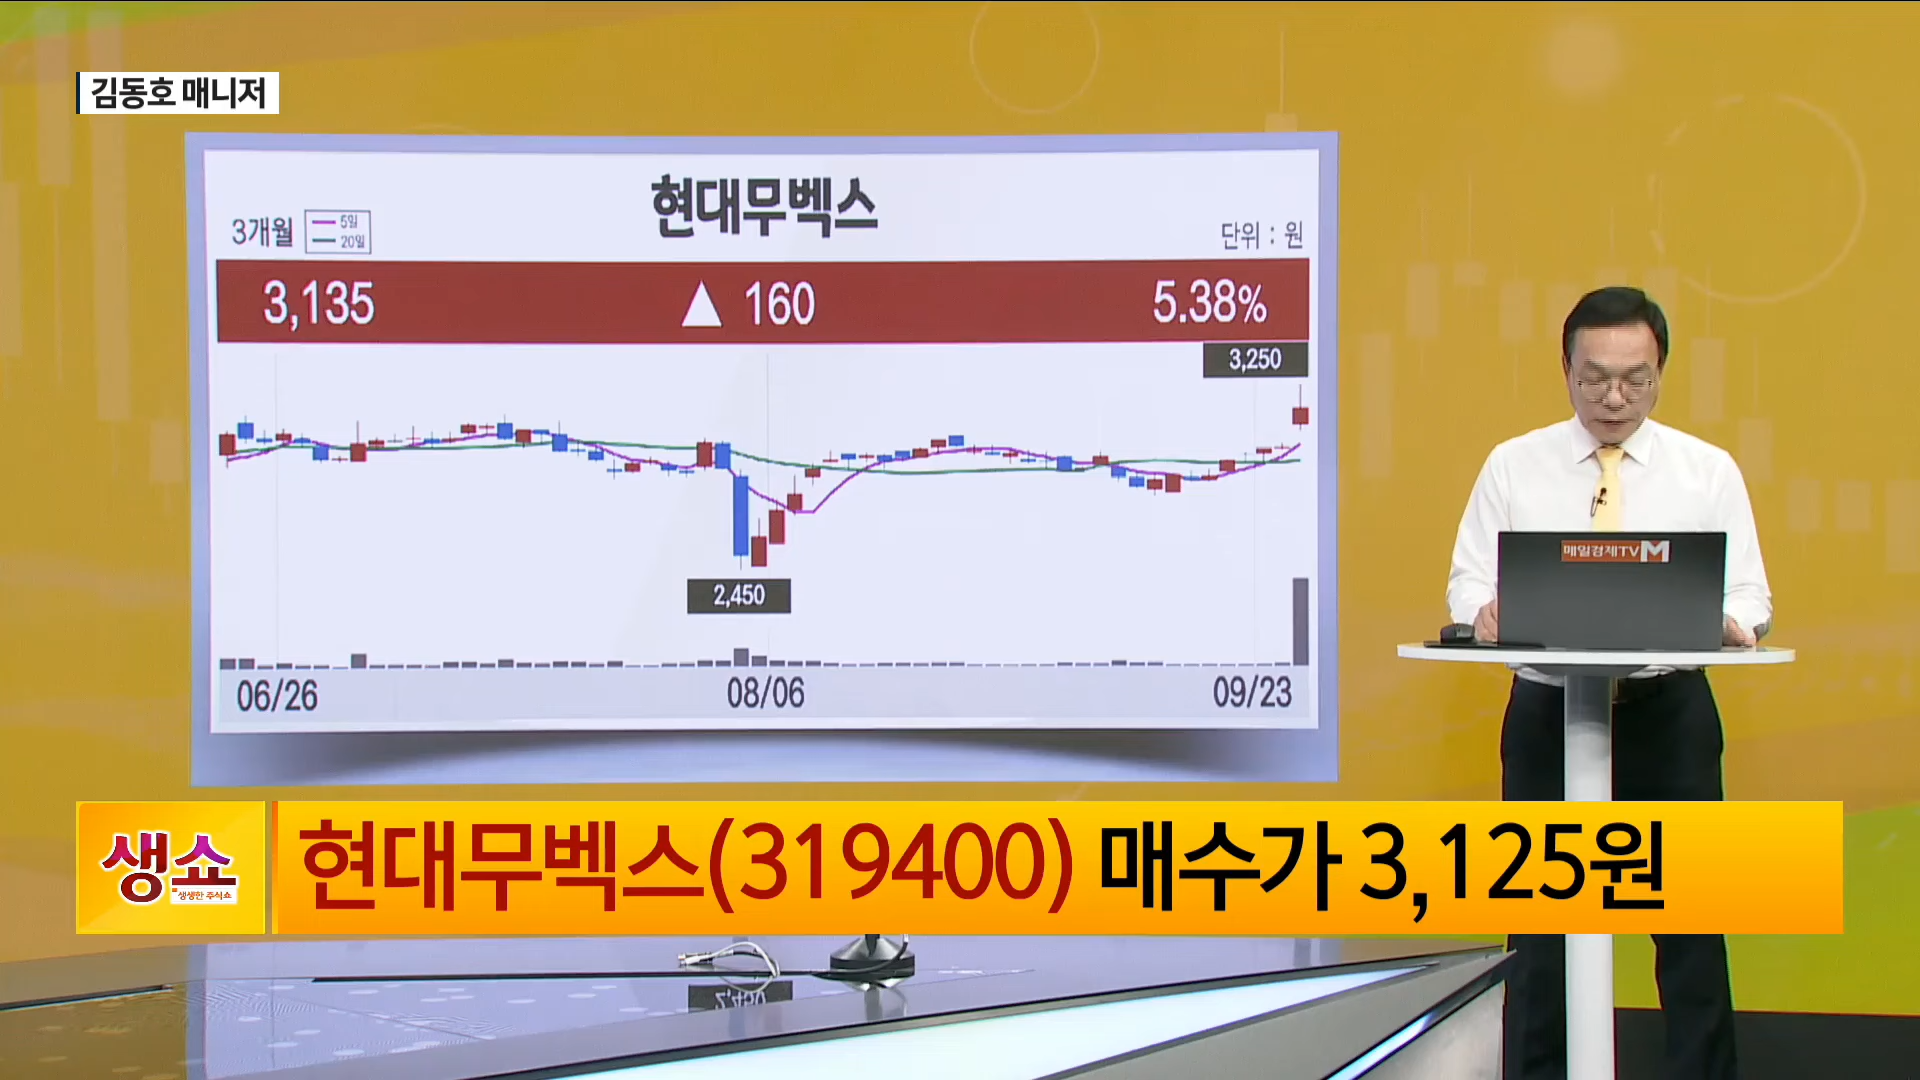 김동호 매니저
현대무벡스
3개월
5일
20일
단위 : 원
3,135 ▲ 160 5.38%
3,250
2,450
06/26 08/06 09/23
매일경제TV M
생쇼
생생한 주식쇼
현대무벡스(319400) 매수가 3,125원
2,450